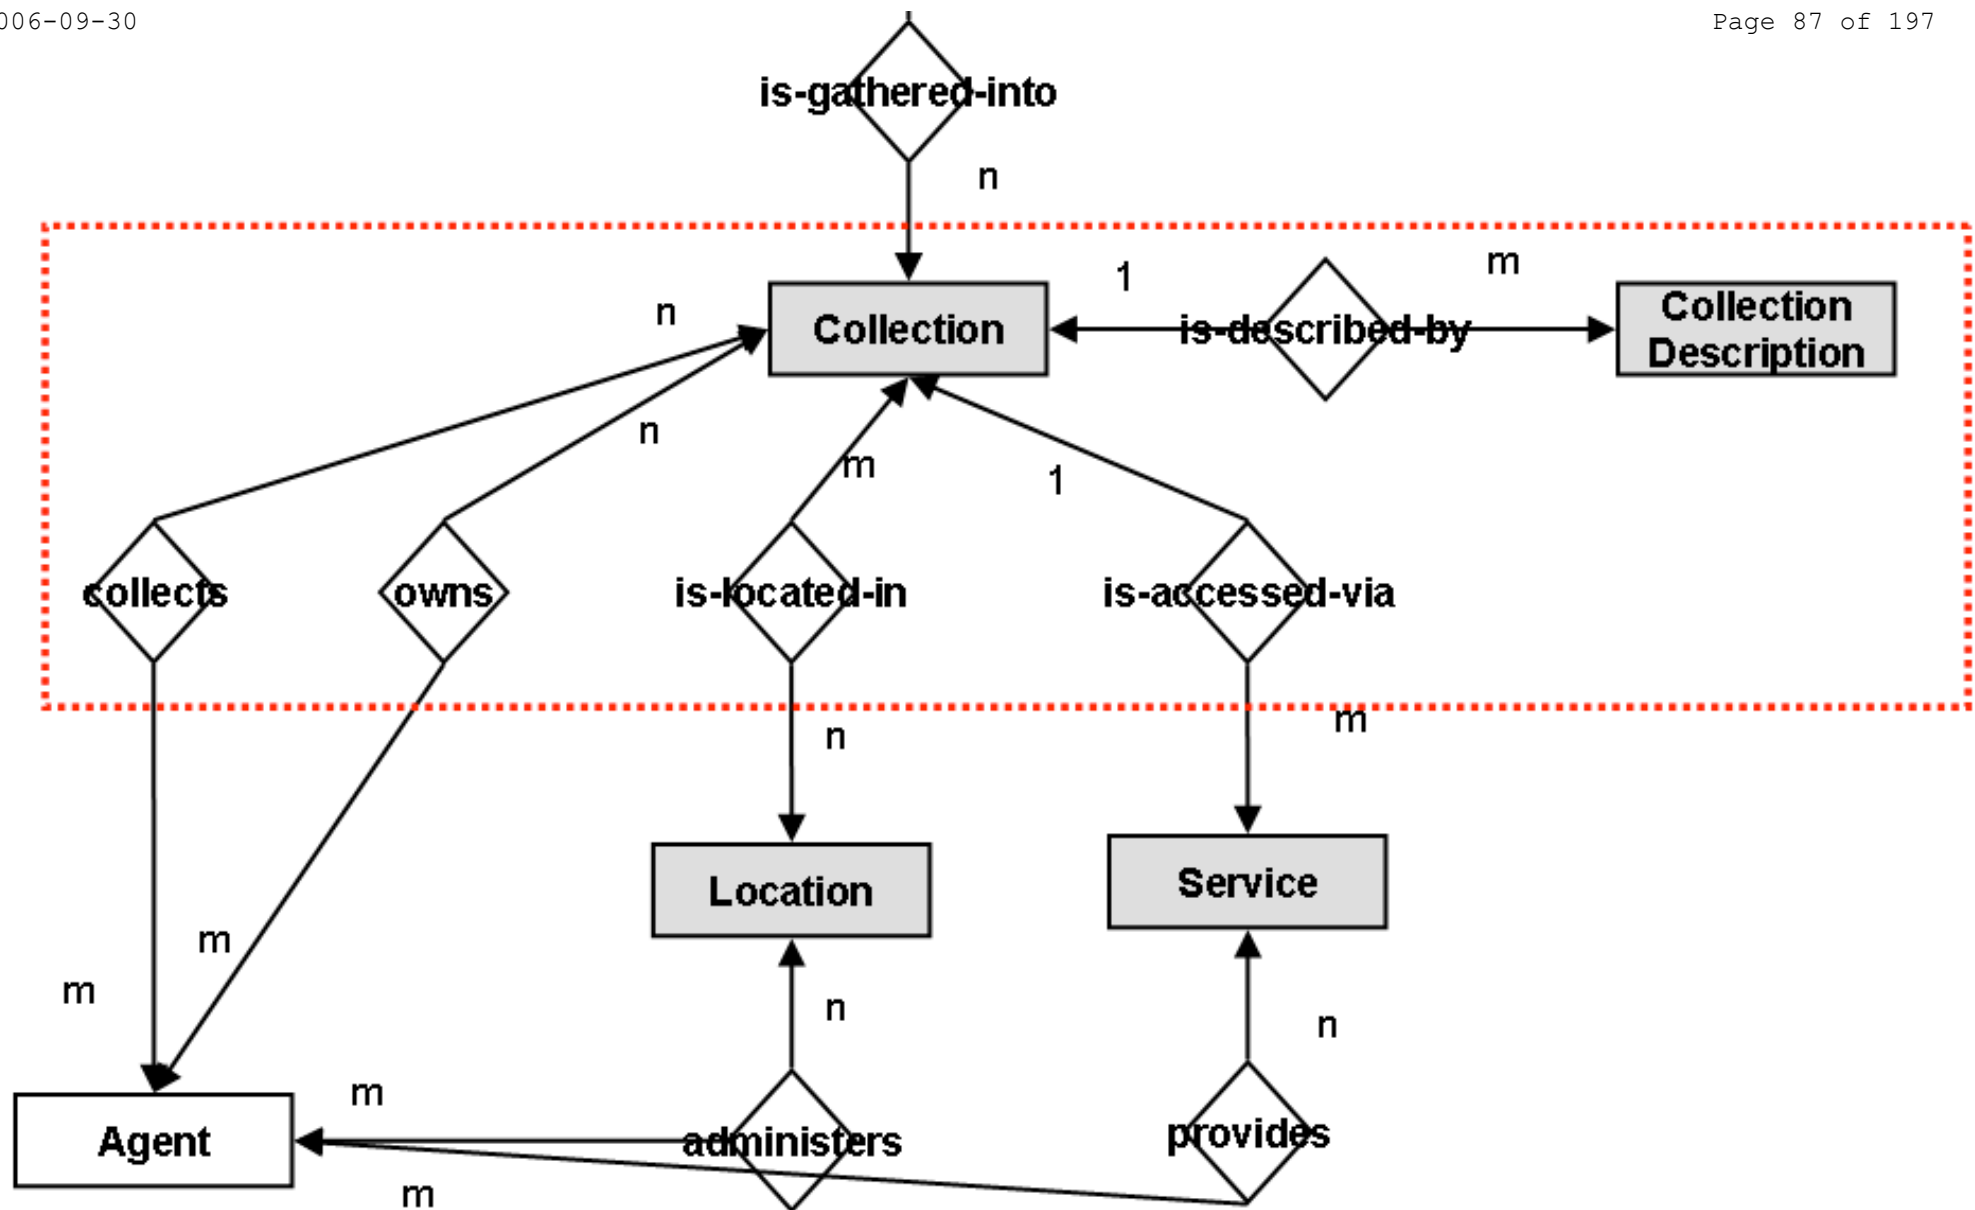 006-09-30
Page 87 of 197
is-gathered-into
n
1
m
n
Collection
is-described-by
Collection
Description
n
m
1
collects
owns
is-located-in
is-accessed-via
m
n
Location
Service
m
m
n
n
m
Agent
administers
provides
m